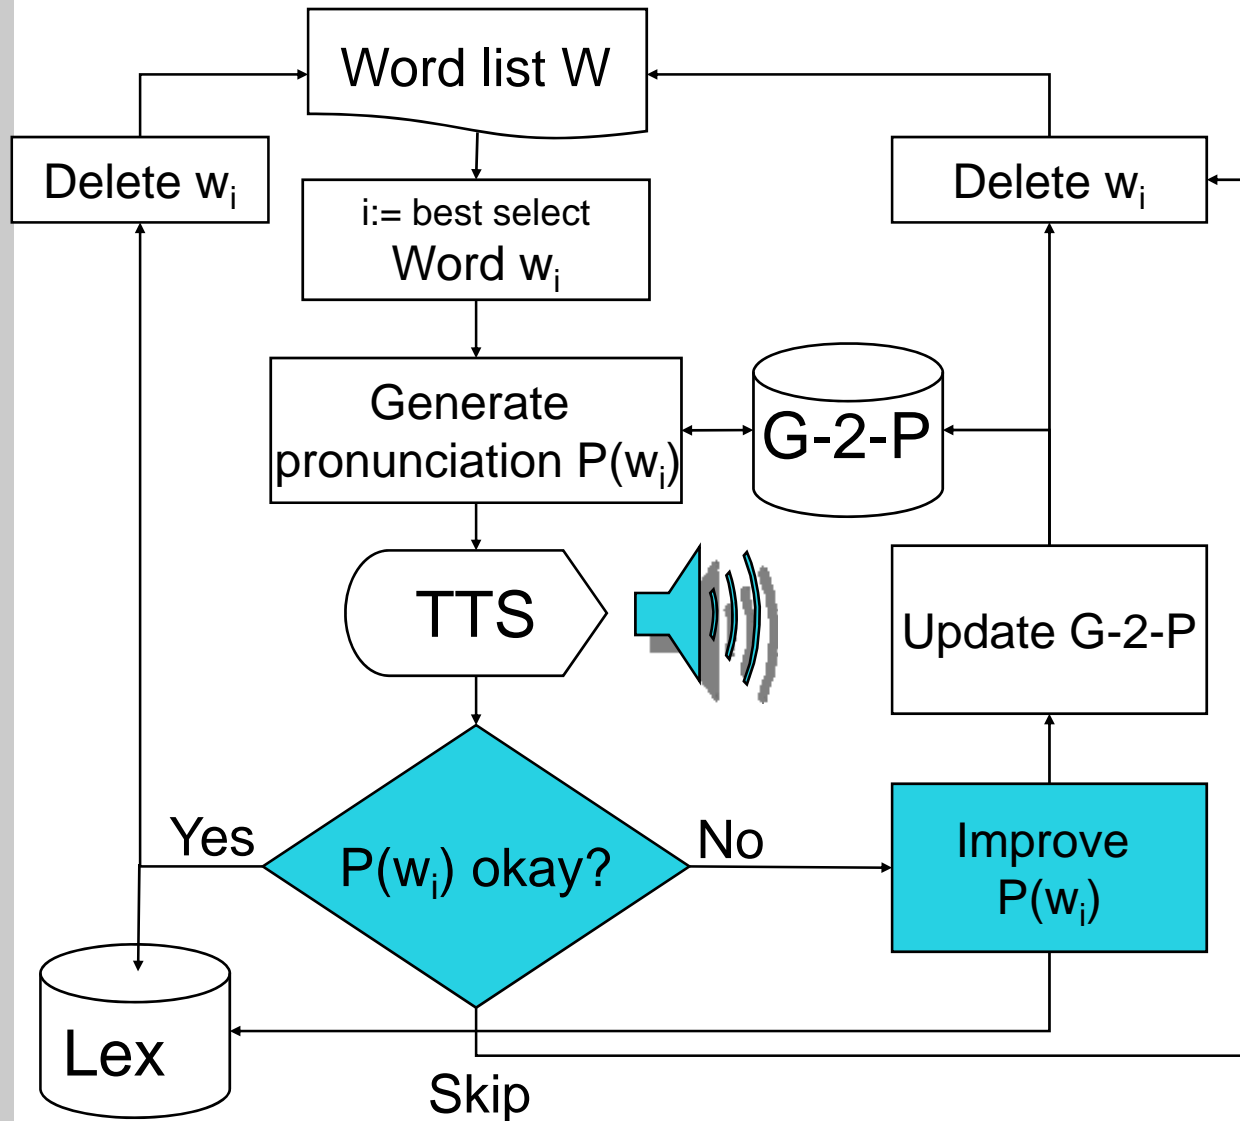 Word list W
Delete wi
Delete wi
i:= best select
Word wi
Generate
pronunciation P(wi)
G-2-P
TTS
Update G-2-P
Yes
P(wi) okay?
No
Improve
P(wi)
Lex
Skip